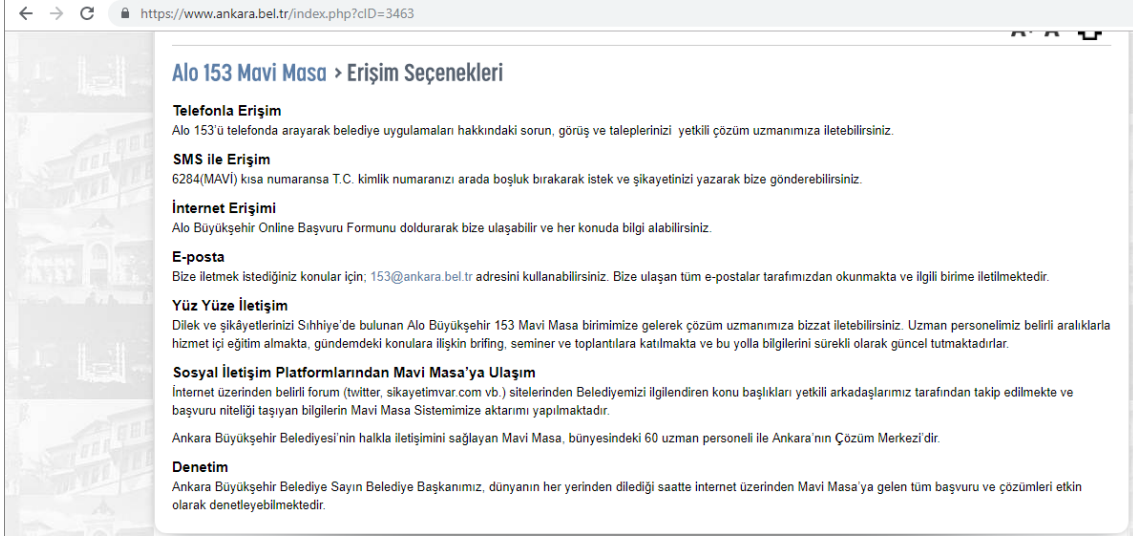 https://www.ankara.bel.tr/index.php?cID=3463
Alo 153 Mavi Masa > Erişim Seçenekleri
Telefonla Erişim
Alo 153'ü telefonda arayarak belediye uygulamaları hakkındaki sorun, görüş ve taleplerinizi yetkili çözüm uzmanımıza iletebilirsiniz.
SMS ile Erişim
6284(MAVİ) kısa numaransa T.C. kimlik numaranızı arada boşluk bırakarak istek ve şikayetinizi yazarak bize gönderebilirsiniz.
İnternet Erişimi
Alo Büyükşehir Online Başvuru Formunu doldurarak bize ulaşabilir ve her konuda bilgi alabilirsiniz.
E-posta
Bize iletmek istediğiniz konular için; 153@ankara.bel.tr adresini kullanabilirsiniz. Bize ulaşan tüm e-postalar tarafımızdan okunmakta ve ilgili birime iletilmektedir.
Yüz Yüze İletişim
Dilek ve şikâyetlerinizi Sıhhiye'de bulunan Alo Büyükşehir 153 Mavi Masa birimimize gelerek çözüm uzmanımıza bizzat iletebilirsiniz. Uzman personelimiz belirli aralıklarla
hizmet içi eğitim almakta, gündemdeki konulara ilişkin brifing, seminer ve toplantılara katılmakta ve bu yolla bilgilerini sürekli olarak güncel tutmaktadırlar.
Sosyal İletişim Platformlarından Mavi Masa'ya Ulaşım
İnternet üzerinden belirli forum (twitter, sikayetimvar.com vb.) sitelerinden Belediyemizi ilgilendiren konu başlıkları yetkili arkadaşlarımız tarafından takip edilmekte ve
başvuru niteliği taşıyan bilgilerin Mavi Masa Sistemimize aktarımı yapılmaktadır.
Ankara Büyükşehir Belediyesi'nin halkla iletişimini sağlayan Mavi Masa, bünyesindeki 60 uzman personeli ile Ankara'nın Çözüm Merkezi'dir.
Denetim
Ankara Büyükşehir Belediye Sayın Belediye Başkanımız, dünyanın her yerinden dilediği saatte internet üzerinden Mavi Masa'ya gelen tüm başvuru ve çözümleri etkin
olarak denetleyebilmektedir.